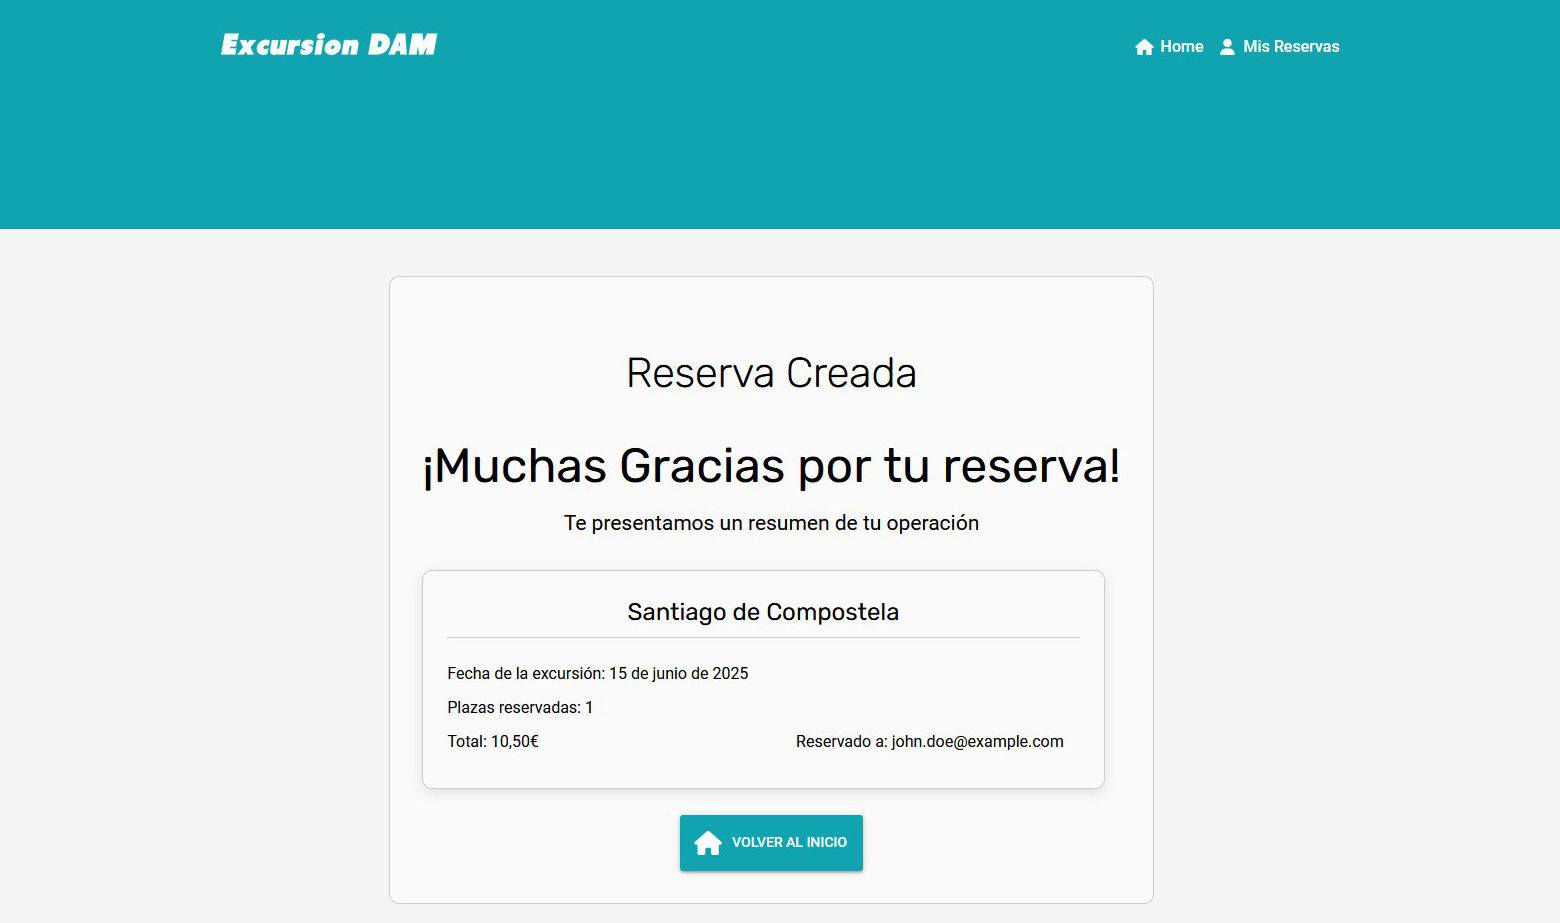 Excursion DAM
Home
Mis Reservas
Reserva Creada
¡Muchas Gracias por tu reserva!
Te presentamos un resumen de tu operación
Santiago de Compostela
Fecha de la excursión: 15 de junio de 2025
Plazas reservadas: 1
Total: 10,50€
Reservado a: john.doe@example.com
VOLVER AL INICIO